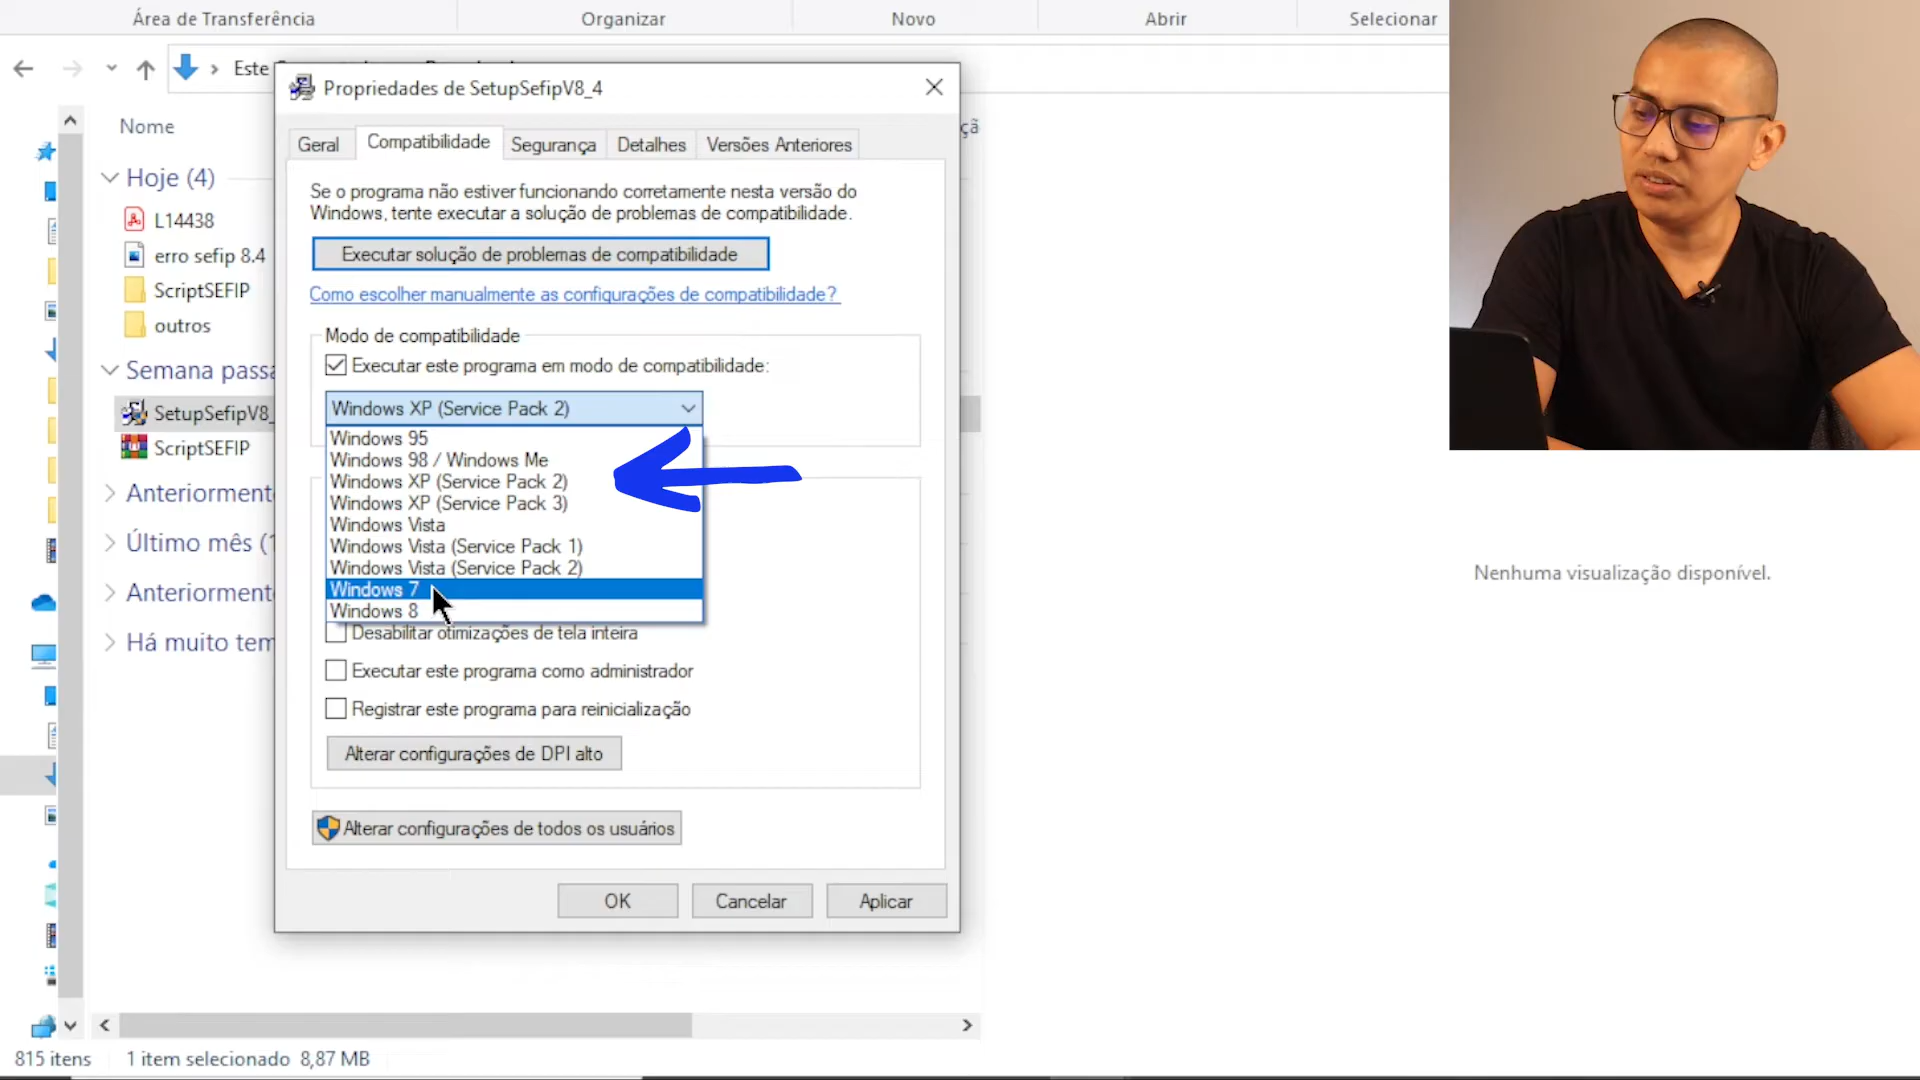 Área de Transferência
Organizar
Novo
Abrir
Selecionar
Este
Propriedades de SetupSefipV8_4
Nome
Geral
Compatibilidade
Segurança
Detalhes
Versões Anteriores
Hoje (4)
L14438
erro sefip 8.4
ScriptSEFIP
outros
Semana passa
SetupSefipV8_
ScriptSEFIP
Anteriorment
Último mês (1
Anteriorment
Há muito tem
Se o programa não estiver funcionando corretamente nesta versão do
Windows, tente executar a solução de problemas de compatibilidade.
Executar solução de problemas de compatibilidade
Como escolher manualmente as configurações de compatibilidade?
Modo de compatibilidade
Executar este programa em modo de compatibilidade:
Windows XP (Service Pack 2)
Windows 95
Windows 98 / Windows Me
Windows XP (Service Pack 2)
Windows XP (Service Pack 3)
Windows Vista
Windows Vista (Service Pack 1)
Windows Vista (Service Pack 2)
Windows 7
Windows 8
Desabilitar otimizações de tela inteira
Executar este programa como administrador
Registrar este programa para reinicialização
Alterar configurações de DPI alto
Alterar configurações de todos os usuários
OK
Cancelar
Aplicar
Nenhuma visualização disponível.
815 itens
1 item selecionado 8,87 MB